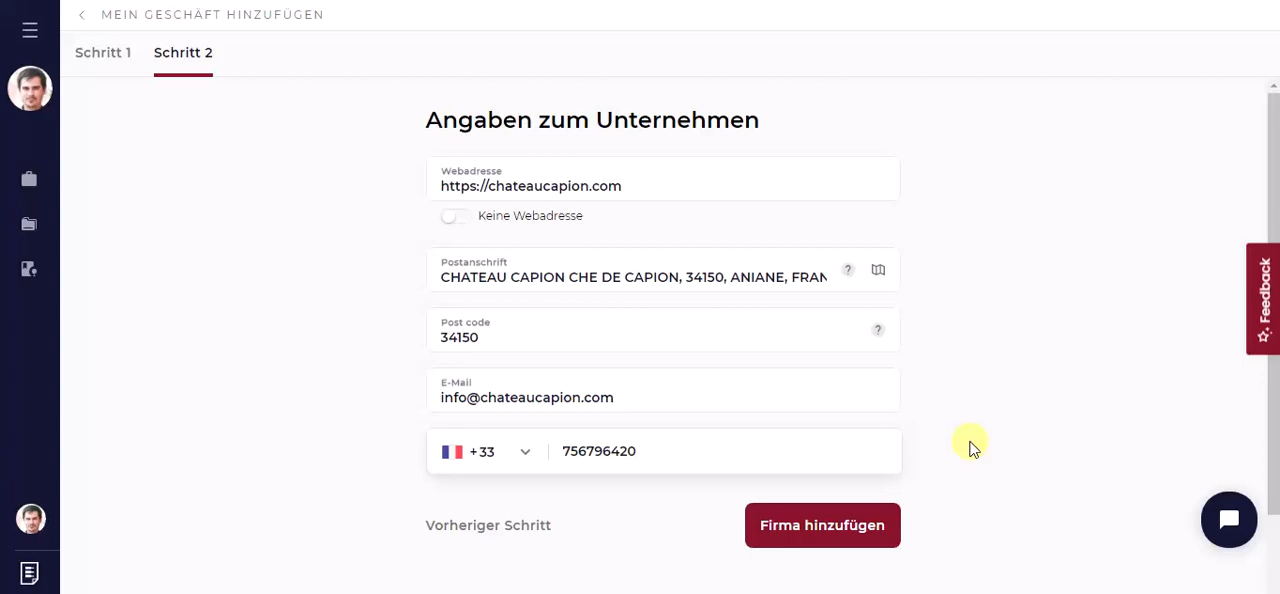 MEIN GESCHÄFT HINZUFÜGEN
Schritt 1
Schritt 2
Angaben zum Unternehmen
Webadresse
https://chateaucapion.com
Keine Webadresse
Postanschrift
CHATEAU CAPION CHE DE CAPION, 34150, ANIANE, FRAN
?
Post code
34150
?
E-Mail
info@chateaucapion.com
+33
756796420
Vorheriger Schritt
Firma hinzufügen
Feedback